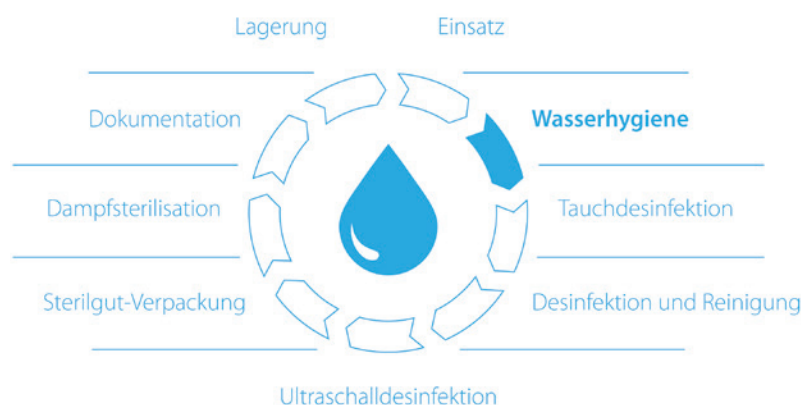 Lagerung
Einsatz
Dokumentation
Wasserhygiene
Dampfsterilisation
Tauchdesinfektion
Sterilgut-Verpackung
Desinfektion und Reinigung
Ultraschalldesinfektion